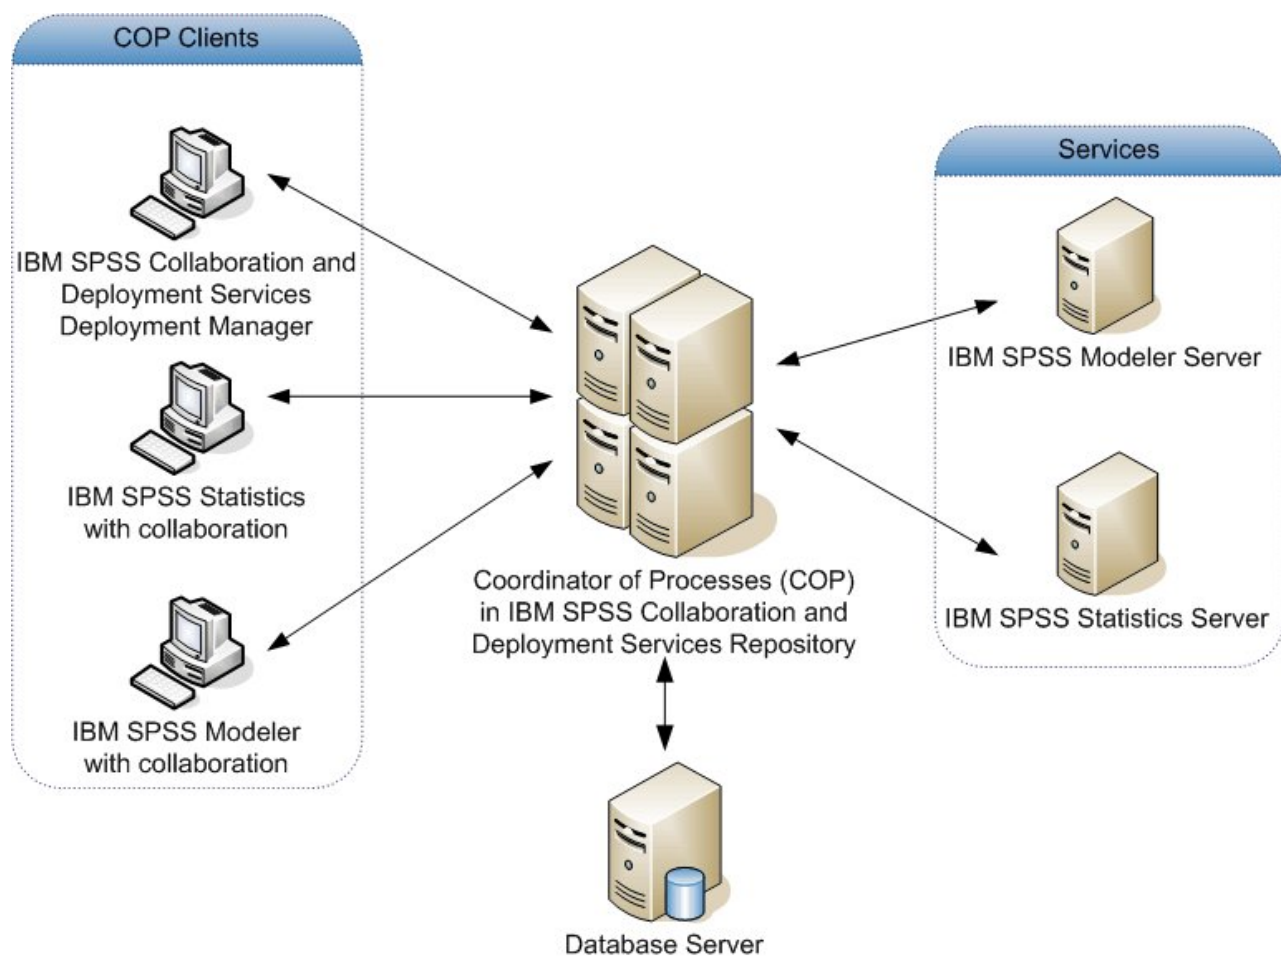 COP Clients
IBM SPSS Collaboration and
Deployment Services
Deployment Manager
IBM SPSS Statistics
with collaboration
IBM SPSS Modeler
with collaboration
Coordinator of Processes (COP)
in IBM SPSS Collaboration and
Deployment Services Repository
Database Server
Services
IBM SPSS Modeler Server
IBM SPSS Statistics Server